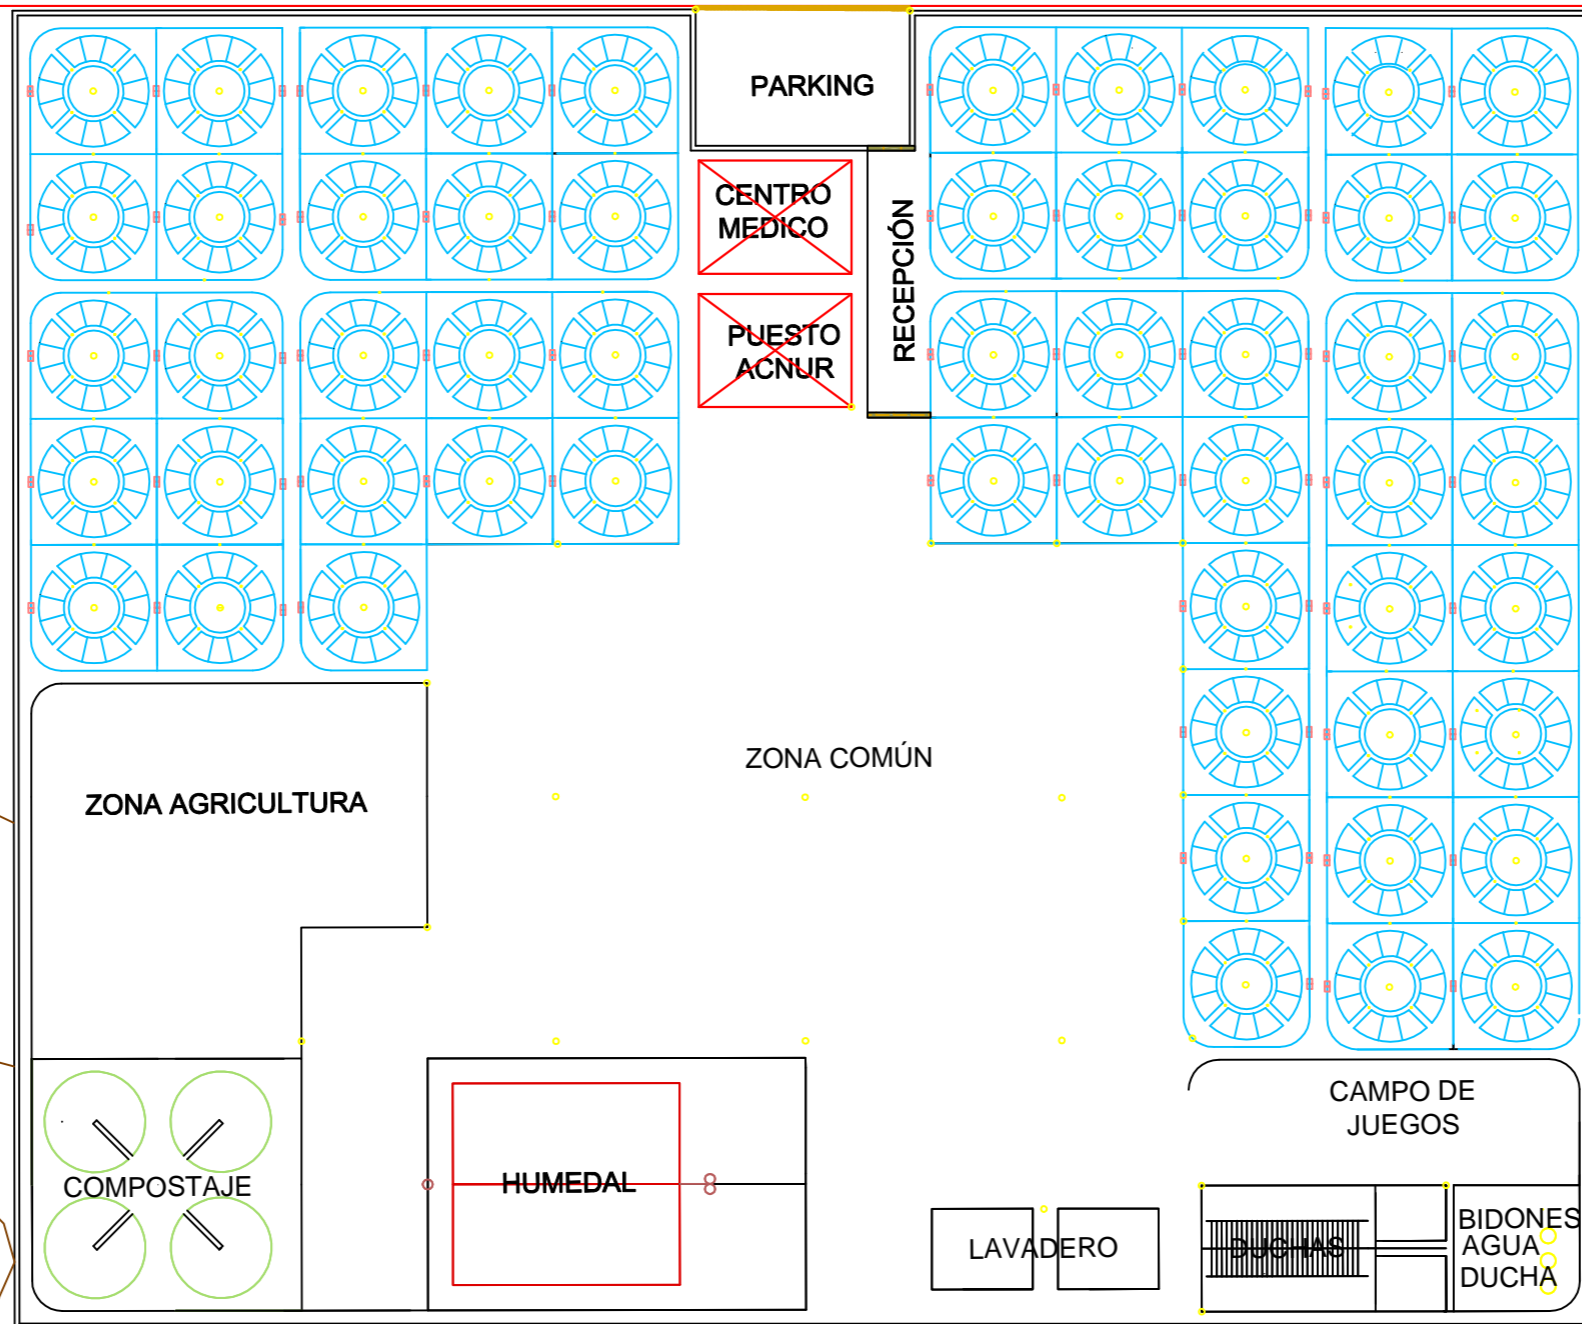 PARKING
CENTRO
MEDICO
RECEPCIÓN
PUESTO
ACNUR
ZONA COMÚN
ZONA AGRICULTURA
CAMPO DE
JUEGOS
COMPOSTAJE
HUMEDAL
LAVADERO
DUCHAS
BIDONES
AGUA
DUCHA